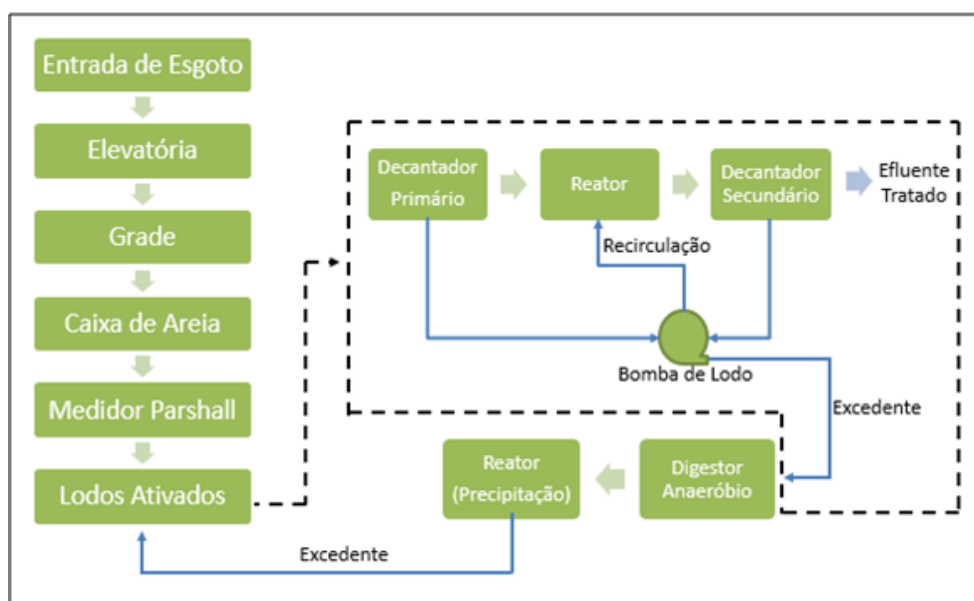 Entrada de Esgoto
Elevatória
Grade
Caixa de Areia
Medidor Parshall
Lodos Ativados
Decantador
Primário
Reator
Decantador
Secundário
Efluente
Tratado
Recirculação
Bomba de Lodo
Excedente
Reator
(Precipitação)
Digestor
Anaeróbio
Excedente